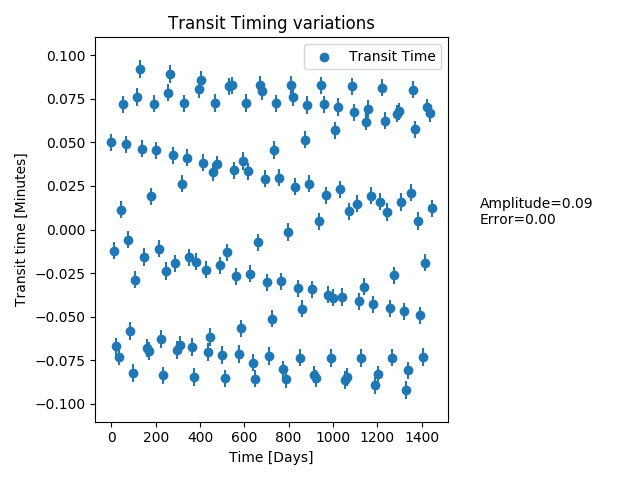 Transit Timing variations
Transit Time
0.100
0.075
0.050
0.025
0.000
−0.025
−0.050
−0.075
−0.100
Transit time [Minutes]
0 200 400 600 800 1000 1200 1400
Time [Days]
Amplitude=0.09
Error=0.00